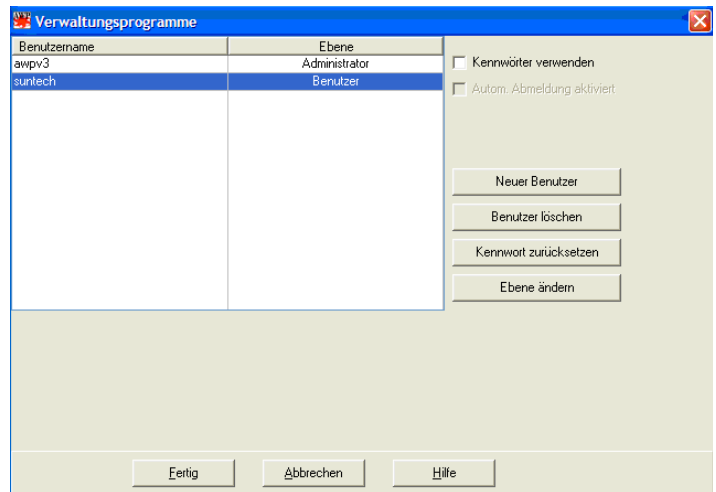 Verwaltungsprogramme
Benutzername Ebene
awpv3 Administrator
suntech Benutzer
Kennwörter verwenden
Autom. Abmeldung aktiviert
Neuer Benutzer
Benutzer löschen
Kennwort zurücksetzen
Ebene ändern
Fertig Abbrechen Hilfe